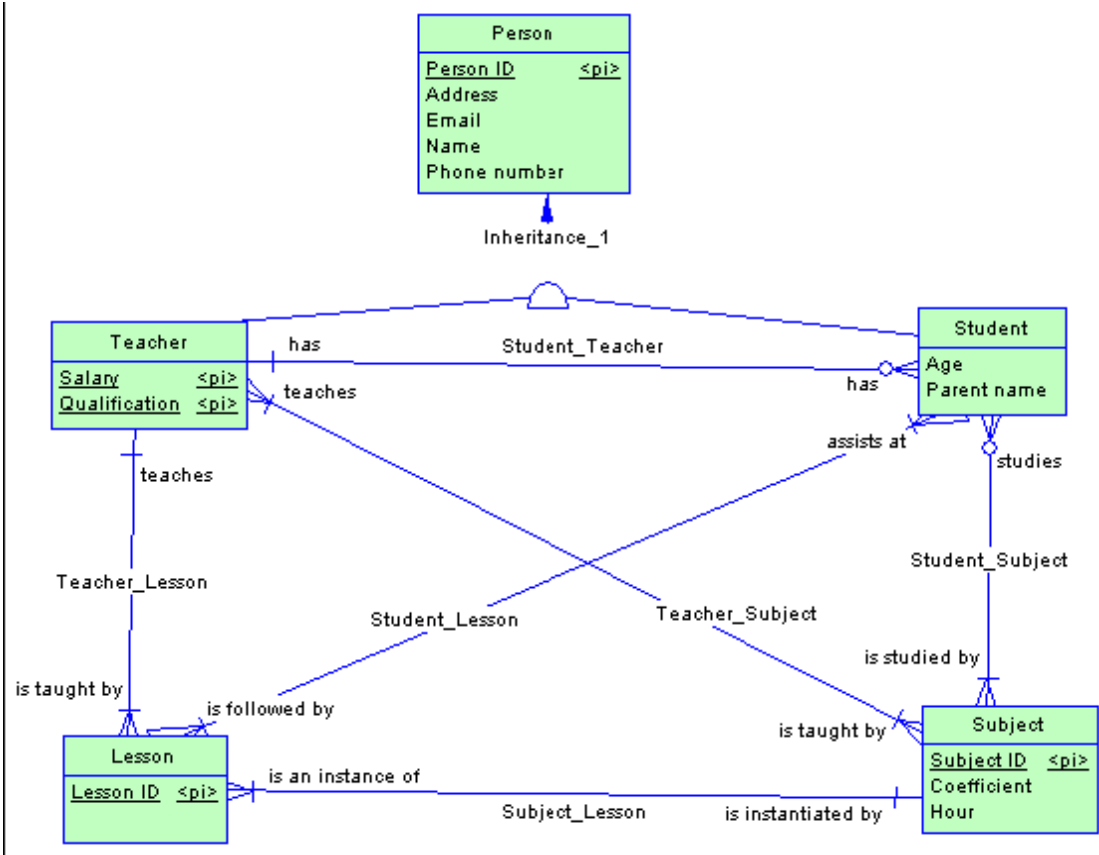 Person
Person ID <pi>
Address
Email
Name
Phone number
Inheritance_1
Teacher
Salary <pi>
Qualification <pi>
has
Student_Teacher
has
Student
Age
Parent name
teaches
assists at
studies
teaches
Student_Subject
Teacher_Lesson
Student_Lesson
Teacher_Subject
is studied by
is taught by
is followed by
is taught by
Lesson
Lesson ID <pi>
is an instance of
Subject_Lesson
is instantiated by
Subject
Subject ID <pi>
Coefficient
Hour